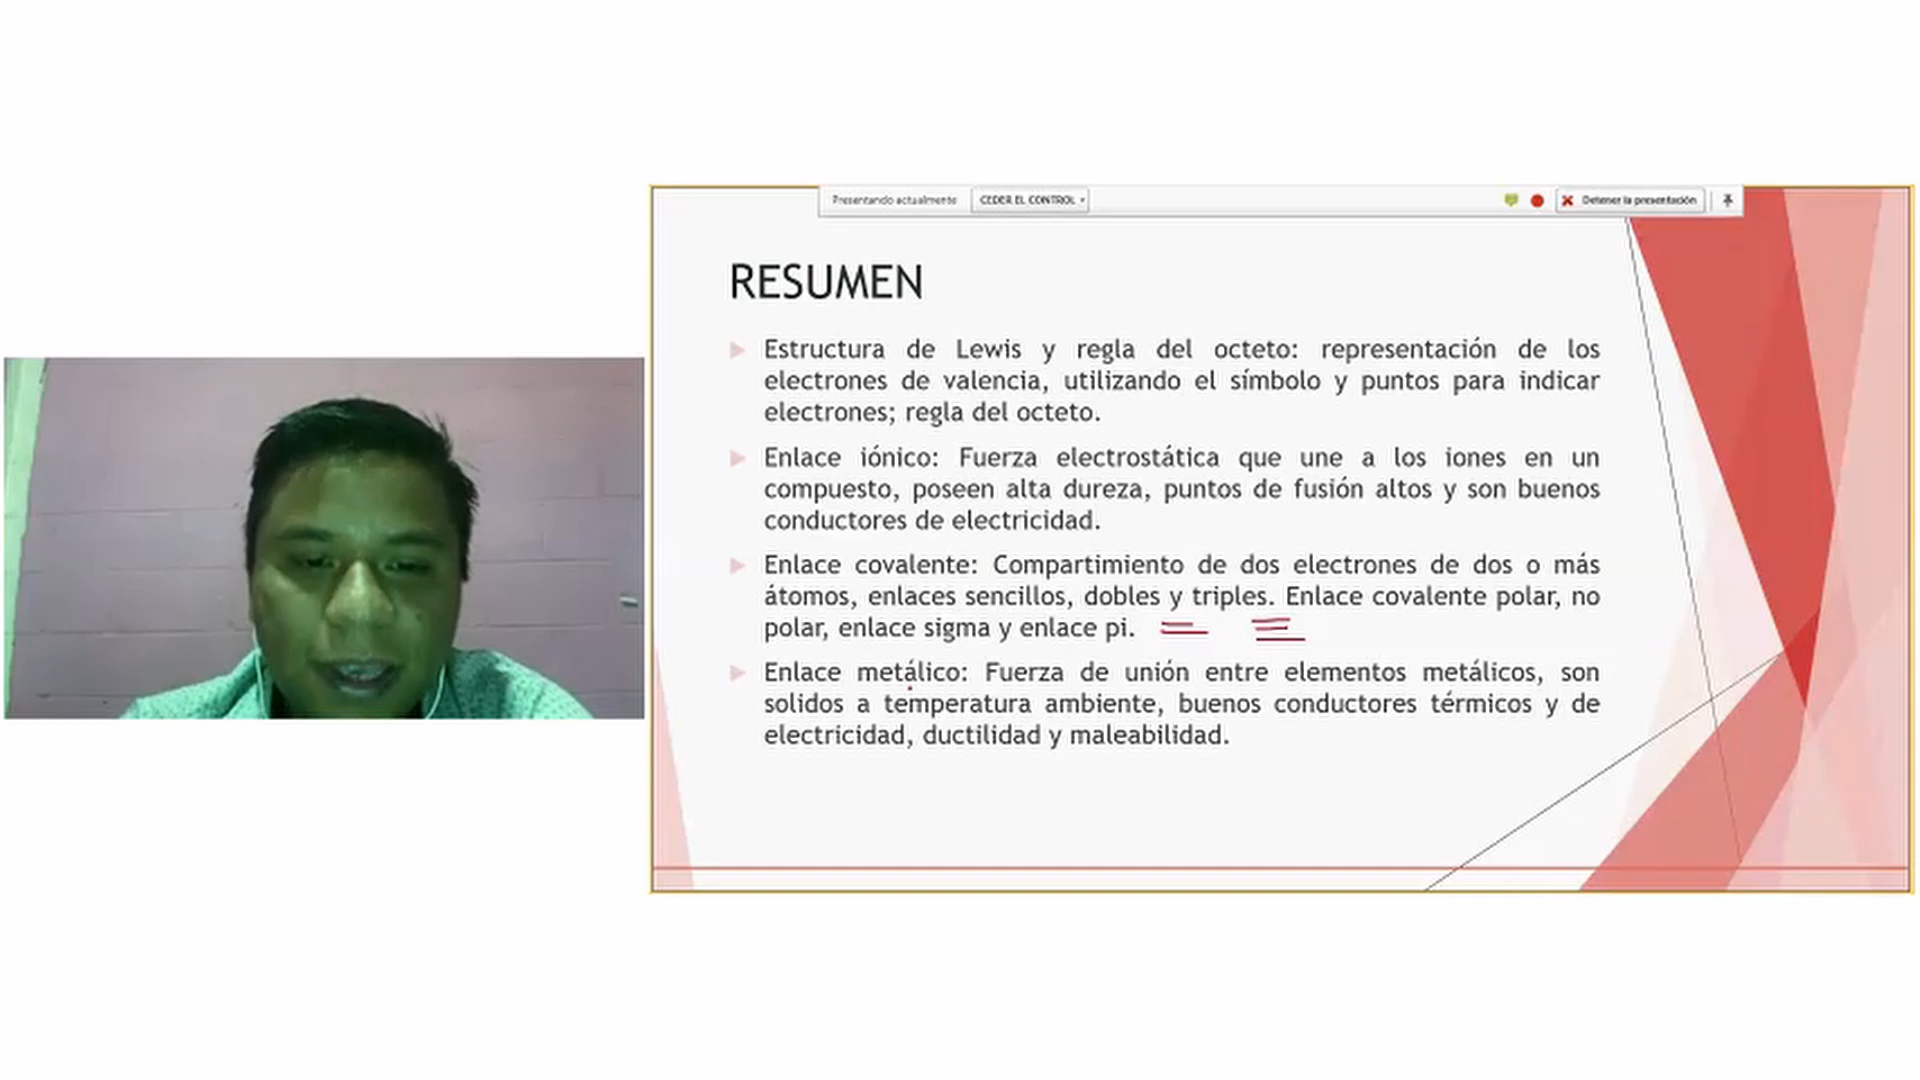 Presentando actualmente CEDER EL CONTROL Detener la presentación
RESUMEN
Estructura de Lewis y regla del octeto: representación de los
electrones de valencia, utilizando el símbolo y puntos para indicar
electrones; regla del octeto.
Enlace iónico: Fuerza electrostática que une a los iones en un
compuesto, poseen alta dureza, puntos de fusión altos y son buenos
conductores de electricidad.
Enlace covalente: Compartimiento de dos electrones de dos o más
átomos, enlaces sencillos, dobles y triples. Enlace covalente polar, no
polar, enlace sigma y enlace pi.
Enlace metálico: Fuerza de unión entre elementos metálicos, son
solidos a temperatura ambiente, buenos conductores térmicos y de
electricidad, ductilidad y maleabilidad.